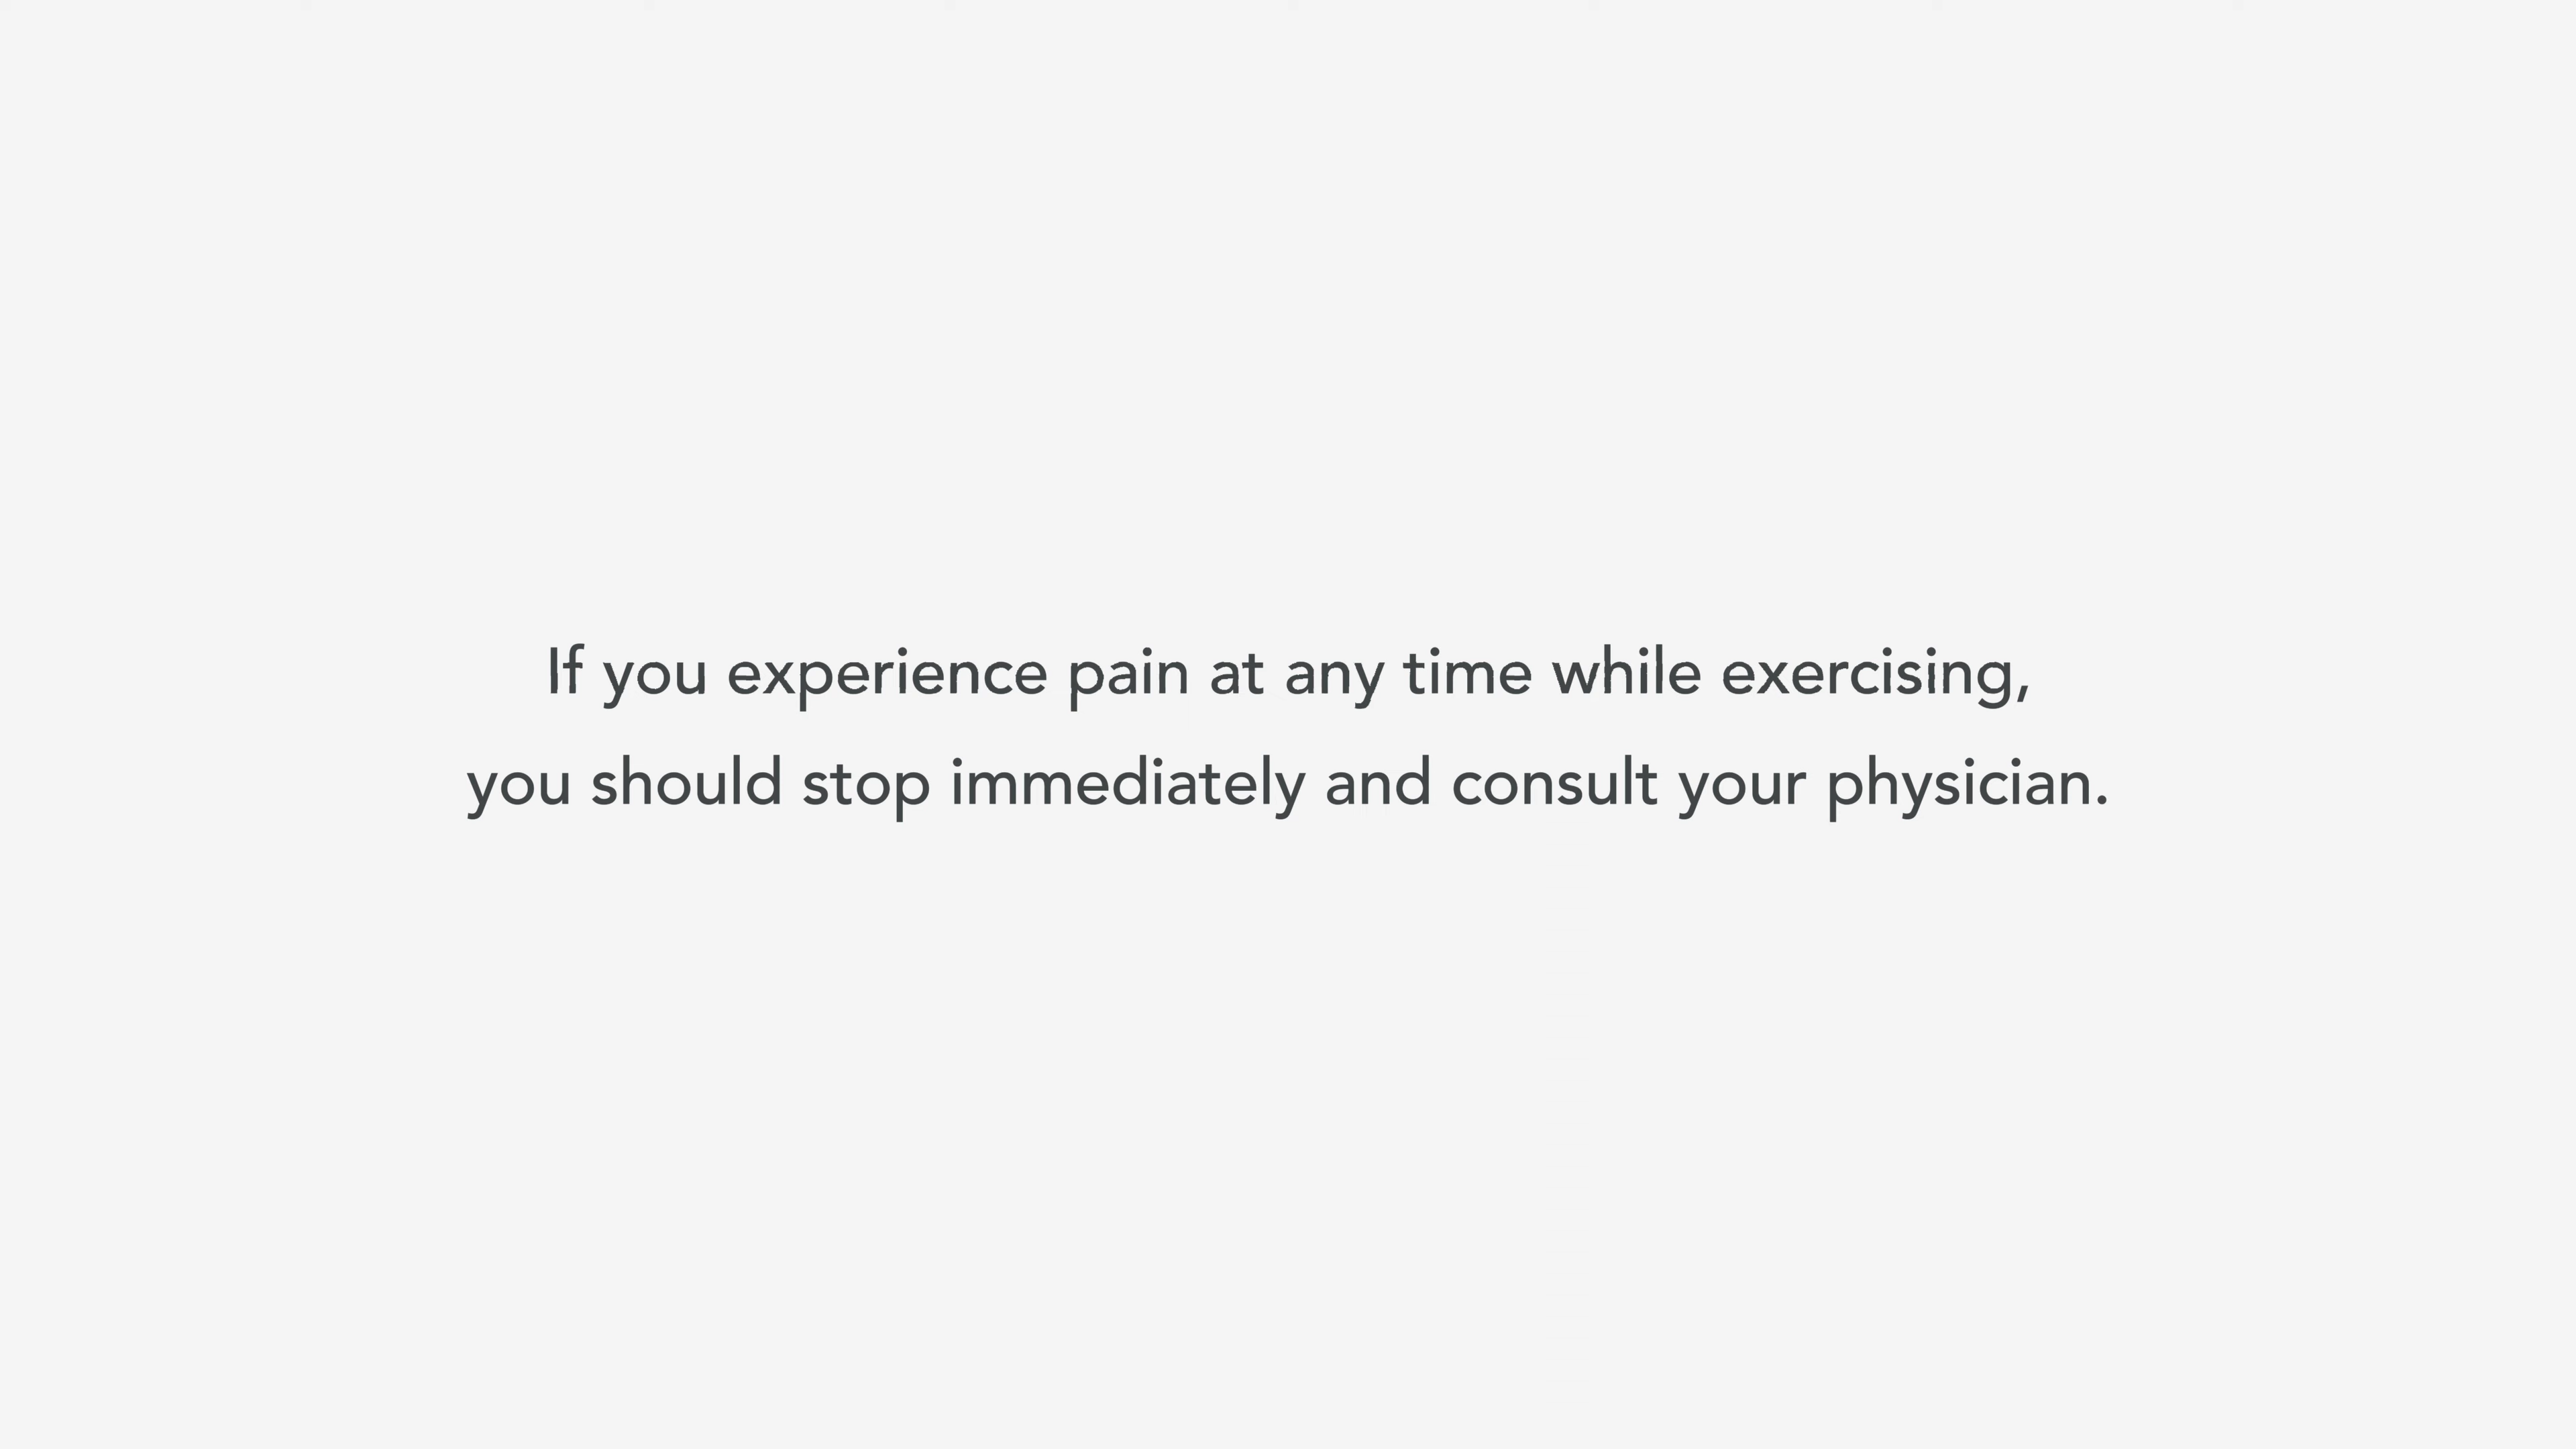 If you experience pain at any time while exercising,
you should stop immediately and consult your physician.